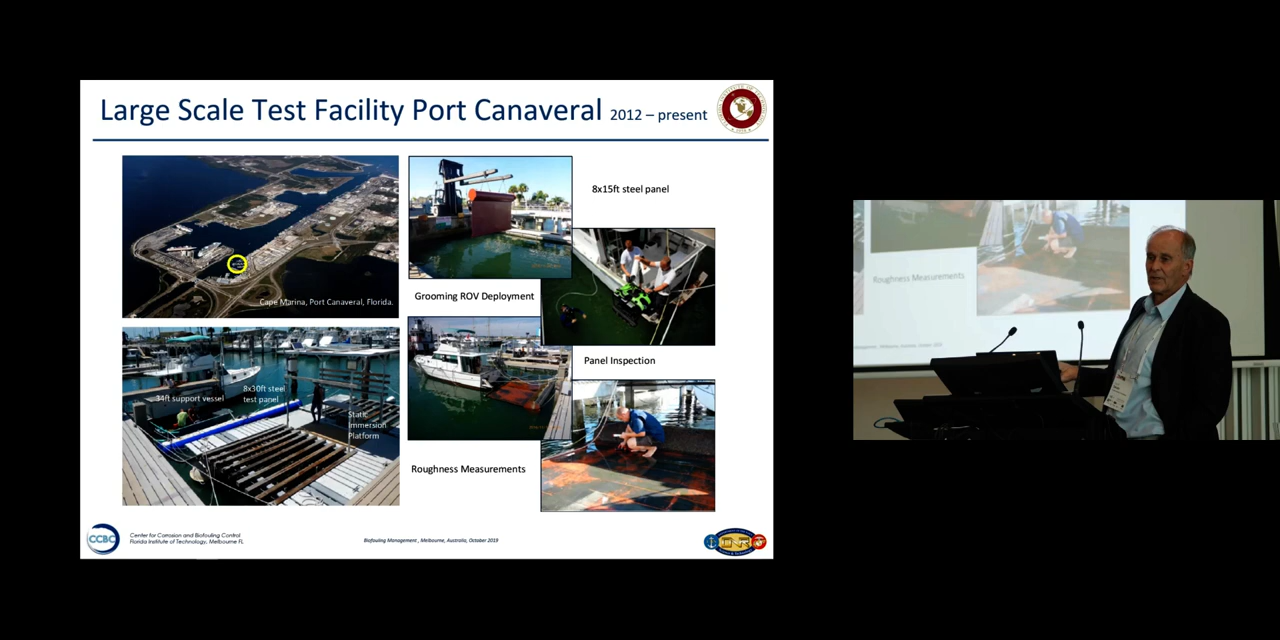 Large Scale Test Facility Port Canaveral 2012 – present
8x15ft steel panel
Cape Marina, Port Canaveral, Florida.
Grooming ROV Deployment
Panel Inspection
34ft support vessel
8x30ft steel
test panel
Static
Immersion
Platform
Roughness Measurements
CCBC
Center for Corrosion and Biofouling Control
Florida Institute of Technology, Melbourne FL
Biofouling Management , Melbourne, Australia, October 2019
Roughness Measurements